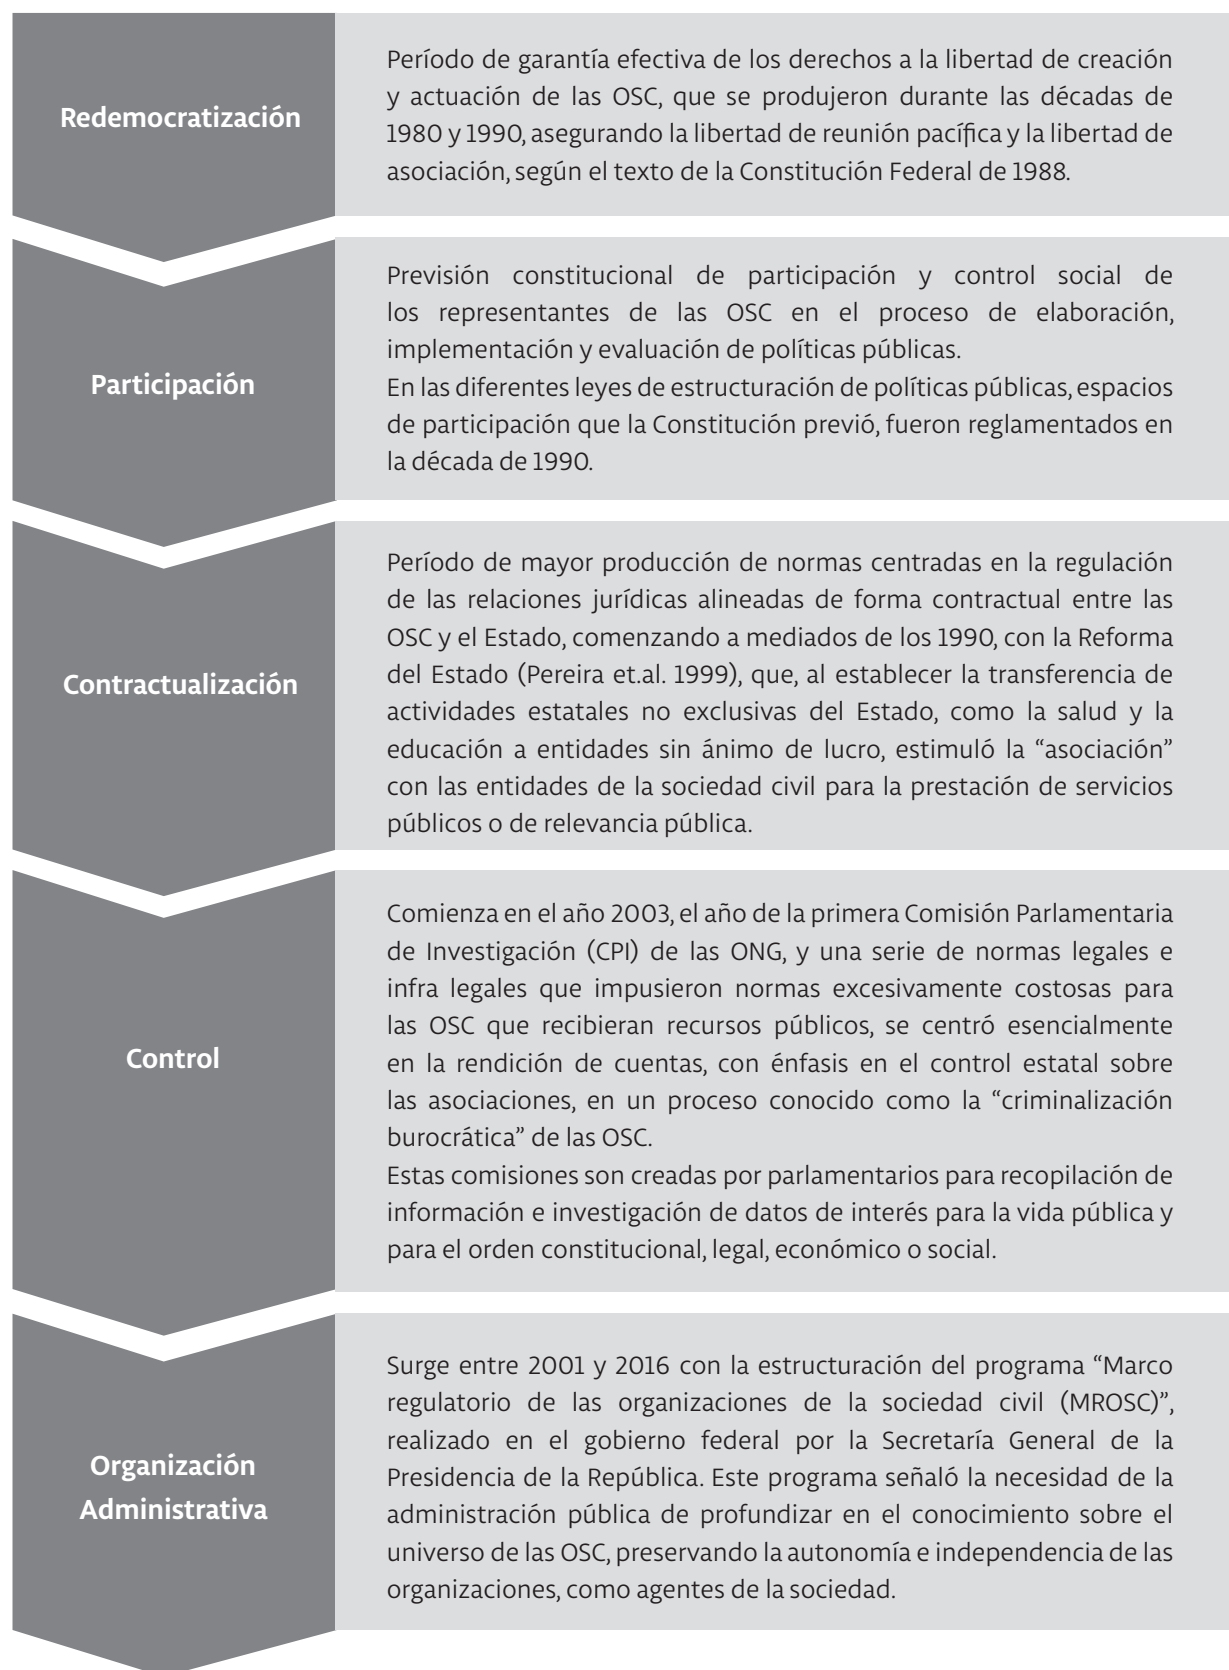 Redemocratización
Período de garantía efectiva de los derechos a la libertad de creación
y actuación de las OSC, que se produjeron durante las décadas de
1980 y 1990, asegurando la libertad de reunión pacífica y la libertad de
asociación, según el texto de la Constitución Federal de 1988.
Participación
Previsión constitucional de participación y control social de
los representantes de las OSC en el proceso de elaboración,
implementación y evaluación de políticas públicas.
En las diferentes leyes de estructuración de políticas públicas, espacios
de participación que la Constitución previó, fueron reglamentados en
la década de 1990.
Contractualización
Período de mayor producción de normas centradas en la regulación
de las relaciones jurídicas alineadas de forma contractual entre las
OSC y el Estado, comenzando a mediados de los 1990, con la Reforma
del Estado (Pereira et.al. 1999), que, al establecer la transferencia de
actividades estatales no exclusivas del Estado, como la salud y la
educación a entidades sin ánimo de lucro, estimuló la “asociación”
con las entidades de la sociedad civil para la prestación de servicios
públicos o de relevancia pública.
Control
Comienza en el año 2003, el año de la primera Comisión Parlamentaria
de Investigación (CPI) de las ONG, y una serie de normas legales e
infra legales que impusieron normas excesivamente costosas para
las OSC que recibieran recursos públicos, se centró esencialmente
en la rendición de cuentas, con énfasis en el control estatal sobre
las asociaciones, en un proceso conocido como la “criminalización
burocrática” de las OSC.
Estas comisiones son creadas por parlamentarios para recopilación de
información e investigación de datos de interés para la vida pública y
para el orden constitucional, legal, económico o social.
Organización
Administrativa
Surge entre 2001 y 2016 con la estructuración del programa “Marco
regulatorio de las organizaciones de la sociedad civil (MROSC)”,
realizado en el gobierno federal por la Secretaría General de la
Presidencia de la República. Este programa señaló la necesidad de la
administración pública de profundizar en el conocimiento sobre el
universo de las OSC, preservando la autonomía e independencia de las
organizaciones, como agentes de la sociedad.